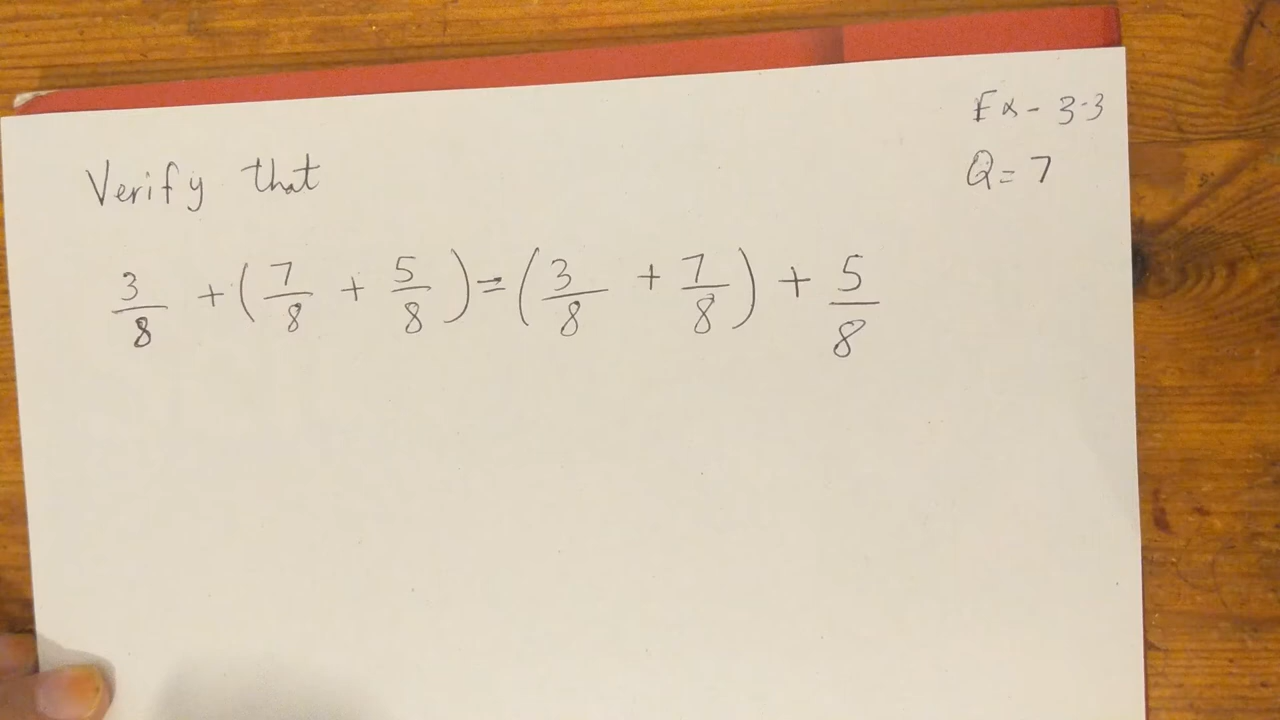 Ex - 3.3
Q = 7
Verify that
3/8 + (7/8 + 5/8) = (3/8 + 7/8) + 5/8